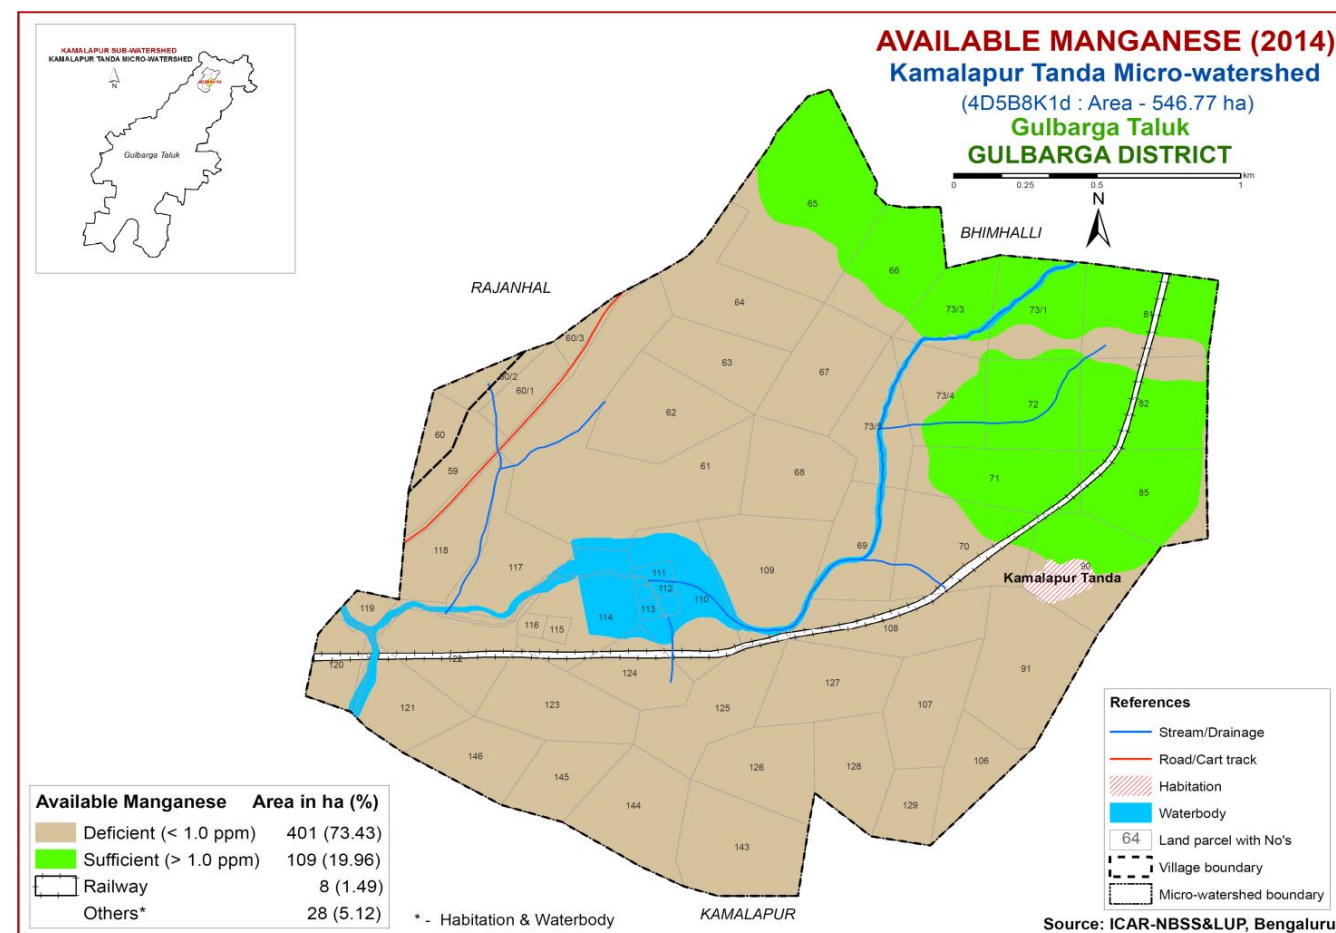 KAMALAPUR SUB-WATERSHED
KAMALAPUR TANDA MICRO-WATERSHED
N
Gulbarga Taluk
AVAILABLE MANGANESE (2014)
Kamalapur Tanda Micro-watershed
(4D5B8K1d : Area - 546.77 ha)
Gulbarga Taluk
GULBARGA DISTRICT
km
0 0.25 0.5 1
N
BHIMHALLI
RAJANHAL
65
66
64
73/3
73/1
81
60/3
63
67
60/2
60/1
73/4
72
82
62
73/5
60
59
61
68
71
85
118
117
69
70
109
90
Kamalapur Tanda
111
112
110
113
114
119
116
115
108
120
122
124
91
127
121
123
125
107
146
145
126
128
106
144
129
143
KAMALAPUR
Available Manganese Area in ha (%)
Deficient (< 1.0 ppm) 401 (73.43)
Sufficient (> 1.0 ppm) 109 (19.96)
Railway 8 (1.49)
Others* 28 (5.12)
* - Habitation & Waterbody
References
Stream/Drainage
Road/Cart track
Habitation
Waterbody
64 Land parcel with No's
Village boundary
Micro-watershed boundary
Source: ICAR-NBSS&LUP, Bengaluru